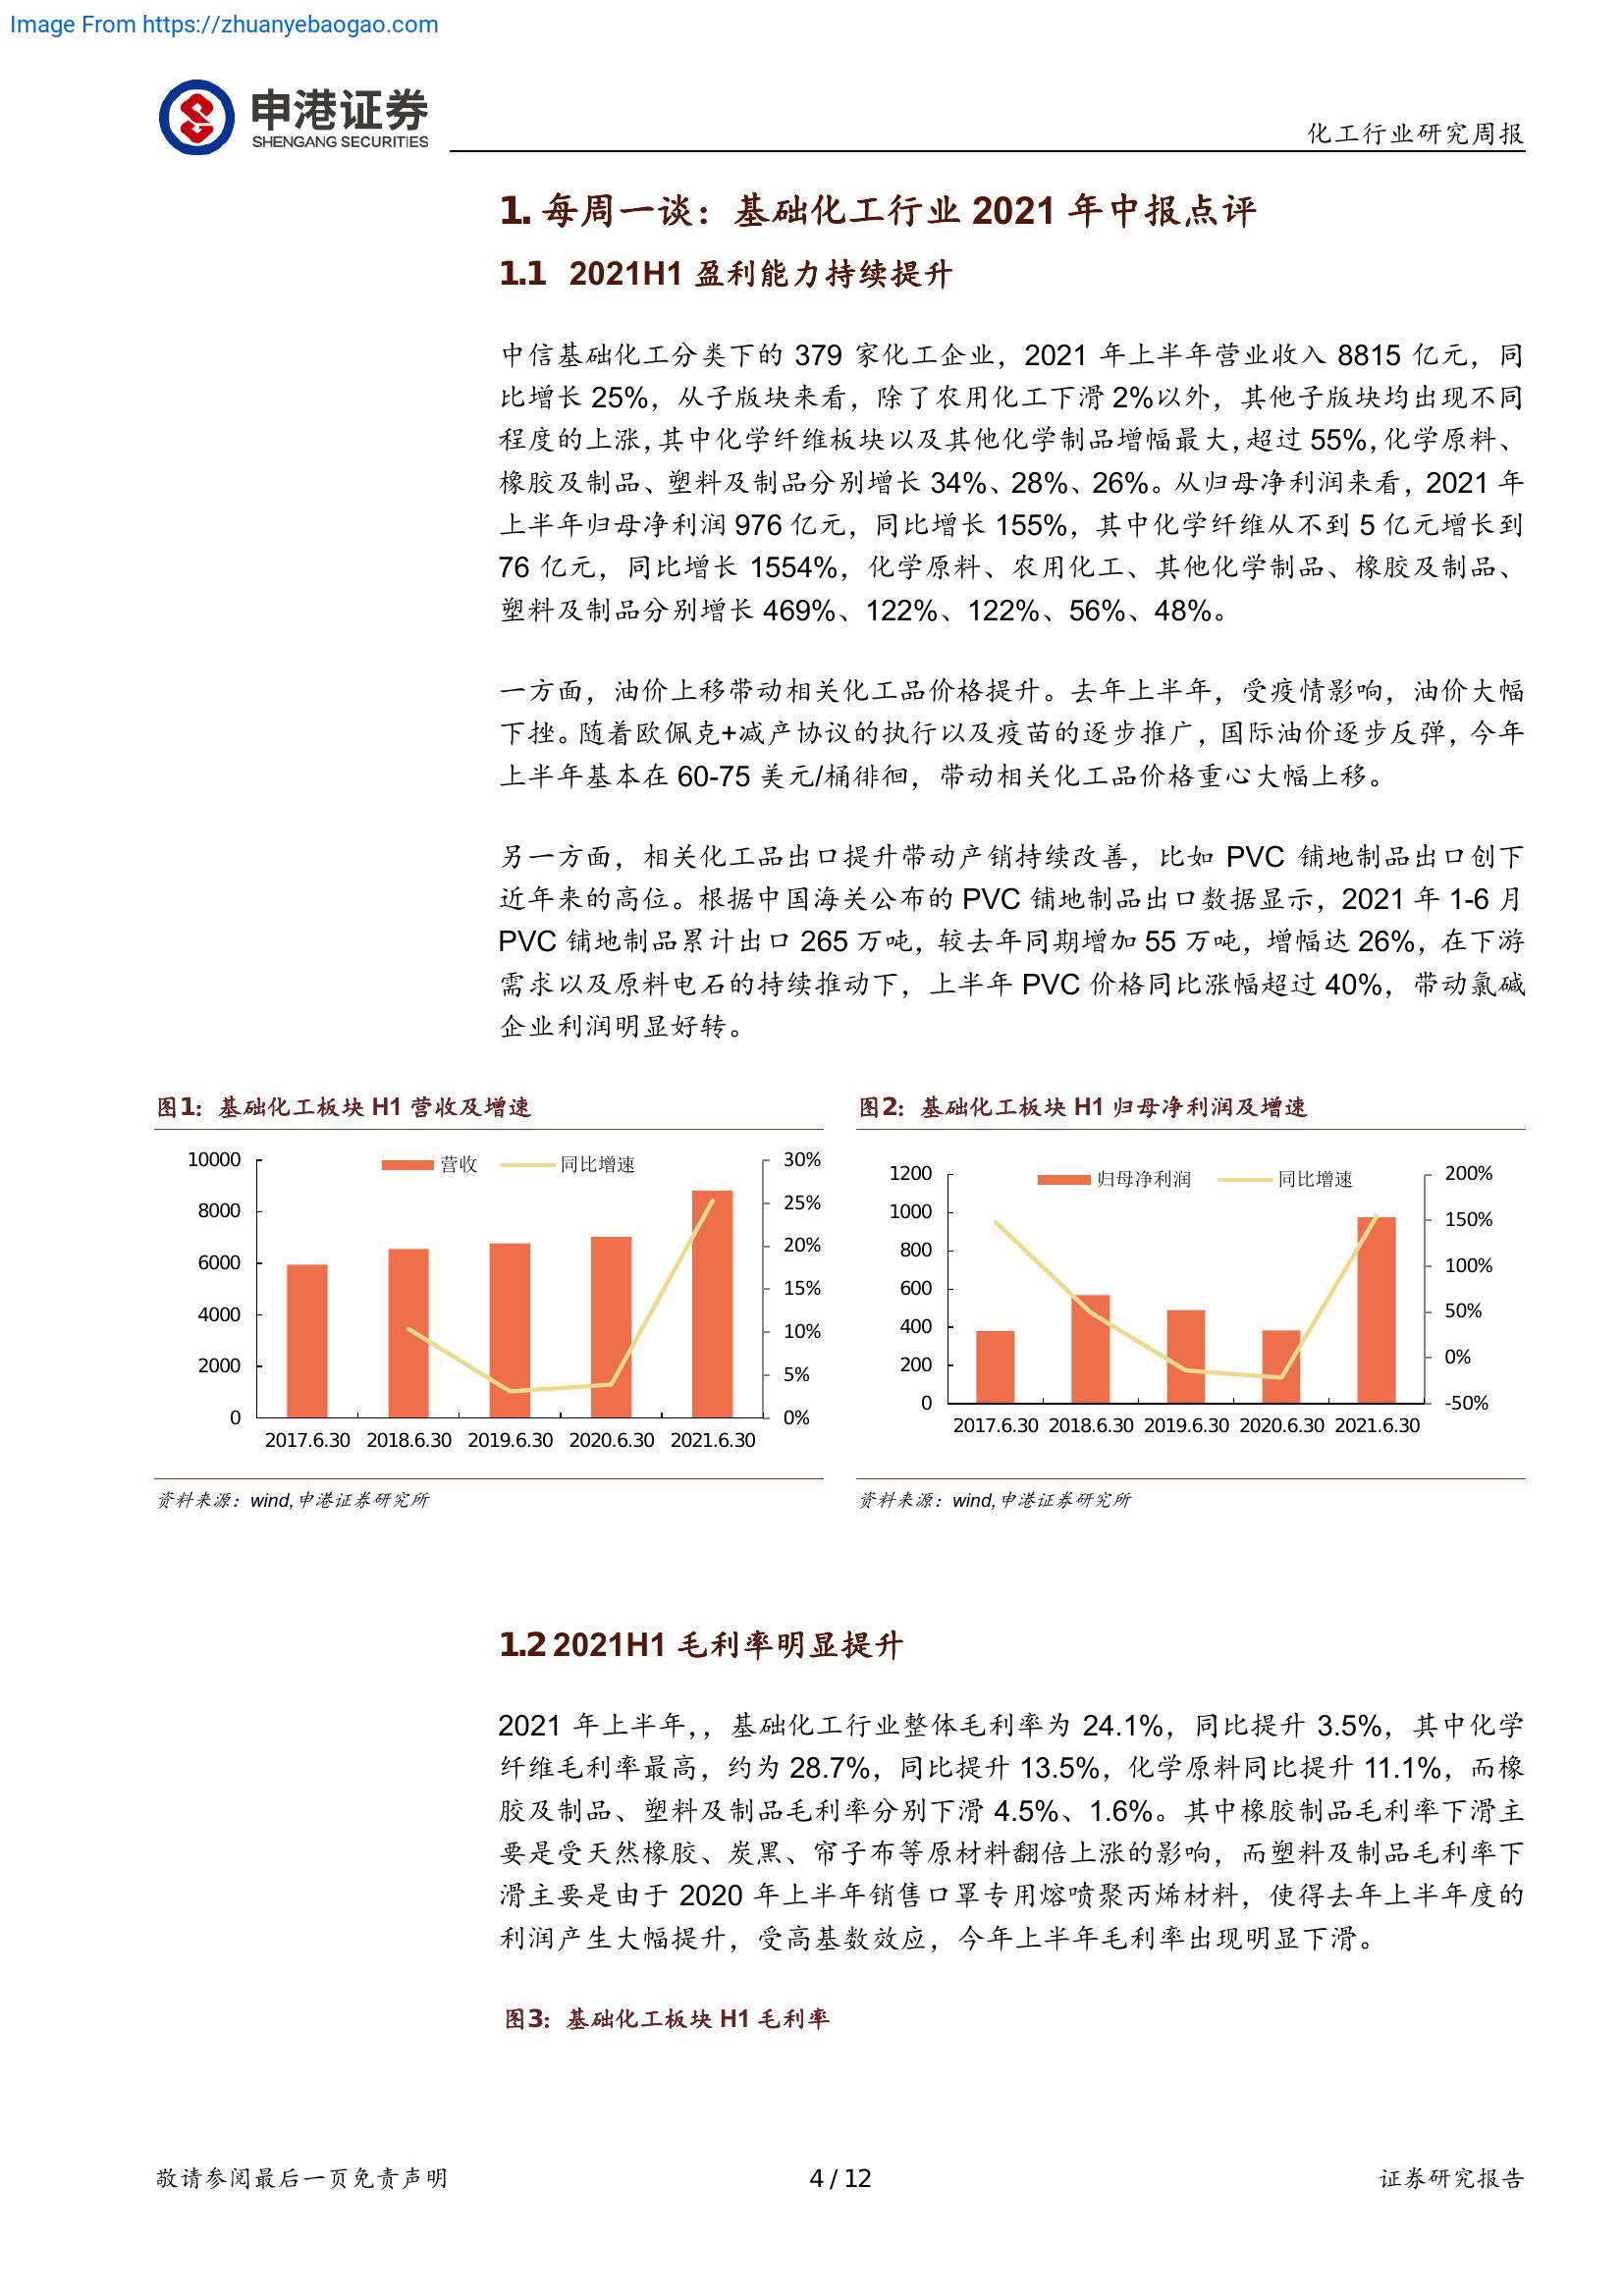 Image From https://zhuanyebaogao.com
申港证券
SHENGANG SECURITIES
化工行业研究周报
1. 每周一谈：基础化工行业 2021 年中报点评
1.1 2021H1 盈利能力持续提升
中信基础化工分类下的 379 家化工企业，2021 年上半年营业收入 8815 亿元，同
比增长 25%，从子版块来看，除了农用化工下滑 2%以外，其他子版块均出现不同
程度的上涨，其中化学纤维板块以及其他化学制品增幅最大，超过 55%，化学原料、
橡胶及制品、塑料及制品分别增长 34%、28%、26%。从归母净利润来看，2021 年
上半年归母净利润 976 亿元，同比增长 155%，其中化学纤维从不到 5 亿元增长到
76 亿元，同比增长 1554%，化学原料、农用化工、其他化学制品、橡胶及制品、
塑料及制品分别增长 469%、122%、122%、56%、48%。
一方面，油价上移带动相关化工品价格提升。去年上半年，受疫情影响，油价大幅
下挫。随着欧佩克+减产协议的执行以及疫苗的逐步推广，国际油价逐步反弹，今年
上半年基本在 60-75 美元/桶徘徊，带动相关化工品价格重心大幅上移。
另一方面，相关化工品出口提升带动产销持续改善，比如 PVC 铺地制品出口创下
近年来的高位。根据中国海关公布的 PVC 铺地制品出口数据显示，2021 年 1-6 月
PVC 铺地制品累计出口 265 万吨，较去年同期增加 55 万吨，增幅达 26%，在下游
需求以及原料电石的持续推动下，上半年 PVC 价格同比涨幅超过 40%，带动氯碱
企业利润明显好转。
图1：基础化工板块 H1 营收及增速
营收 同比增速
10000
8000
6000
4000
2000
0
30%
25%
20%
15%
10%
5%
0%
2017.6.30 2018.6.30 2019.6.30 2020.6.30 2021.6.30
资料来源：wind,申港证券研究所
图2：基础化工板块 H1 归母净利润及增速
归母净利润 同比增速
1200
1000
800
600
400
200
0
200%
150%
100%
50%
0%
-50%
2017.6.30 2018.6.30 2019.6.30 2020.6.30 2021.6.30
资料来源：wind,申港证券研究所
1.2 2021H1 毛利率明显提升
2021 年上半年，，基础化工行业整体毛利率为 24.1%，同比提升 3.5%，其中化学
纤维毛利率最高，约为 28.7%，同比提升 13.5%，化学原料同比提升 11.1%，而橡
胶及制品、塑料及制品毛利率分别下滑 4.5%、1.6%。其中橡胶制品毛利率下滑主
要是受天然橡胶、炭黑、帘子布等原材料翻倍上涨的影响，而塑料及制品毛利率下
滑主要是由于 2020 年上半年销售口罩专用熔喷聚丙烯材料，使得去年上半年度的
利润产生大幅提升，受高基数效应，今年上半年毛利率出现明显下滑。
图3：基础化工板块 H1 毛利率
敬请参阅最后一页免责声明
4 / 12
证券研究报告